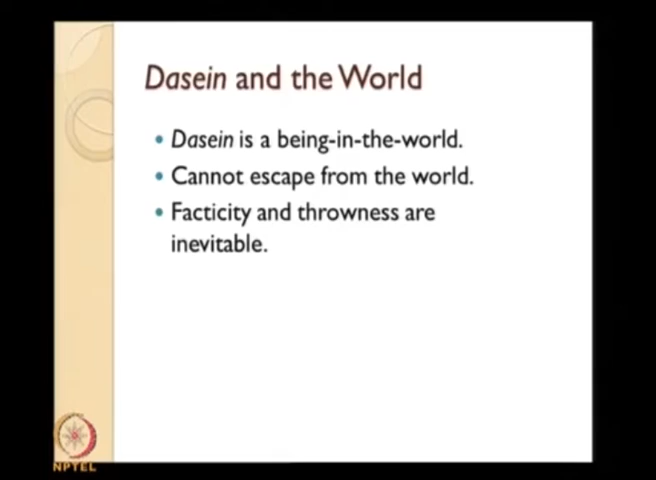 Dasein and the World
• Dasein is a being-in-the-world.
• Cannot escape from the world.
• Facticity and throwness are
inevitable.
NPTEL